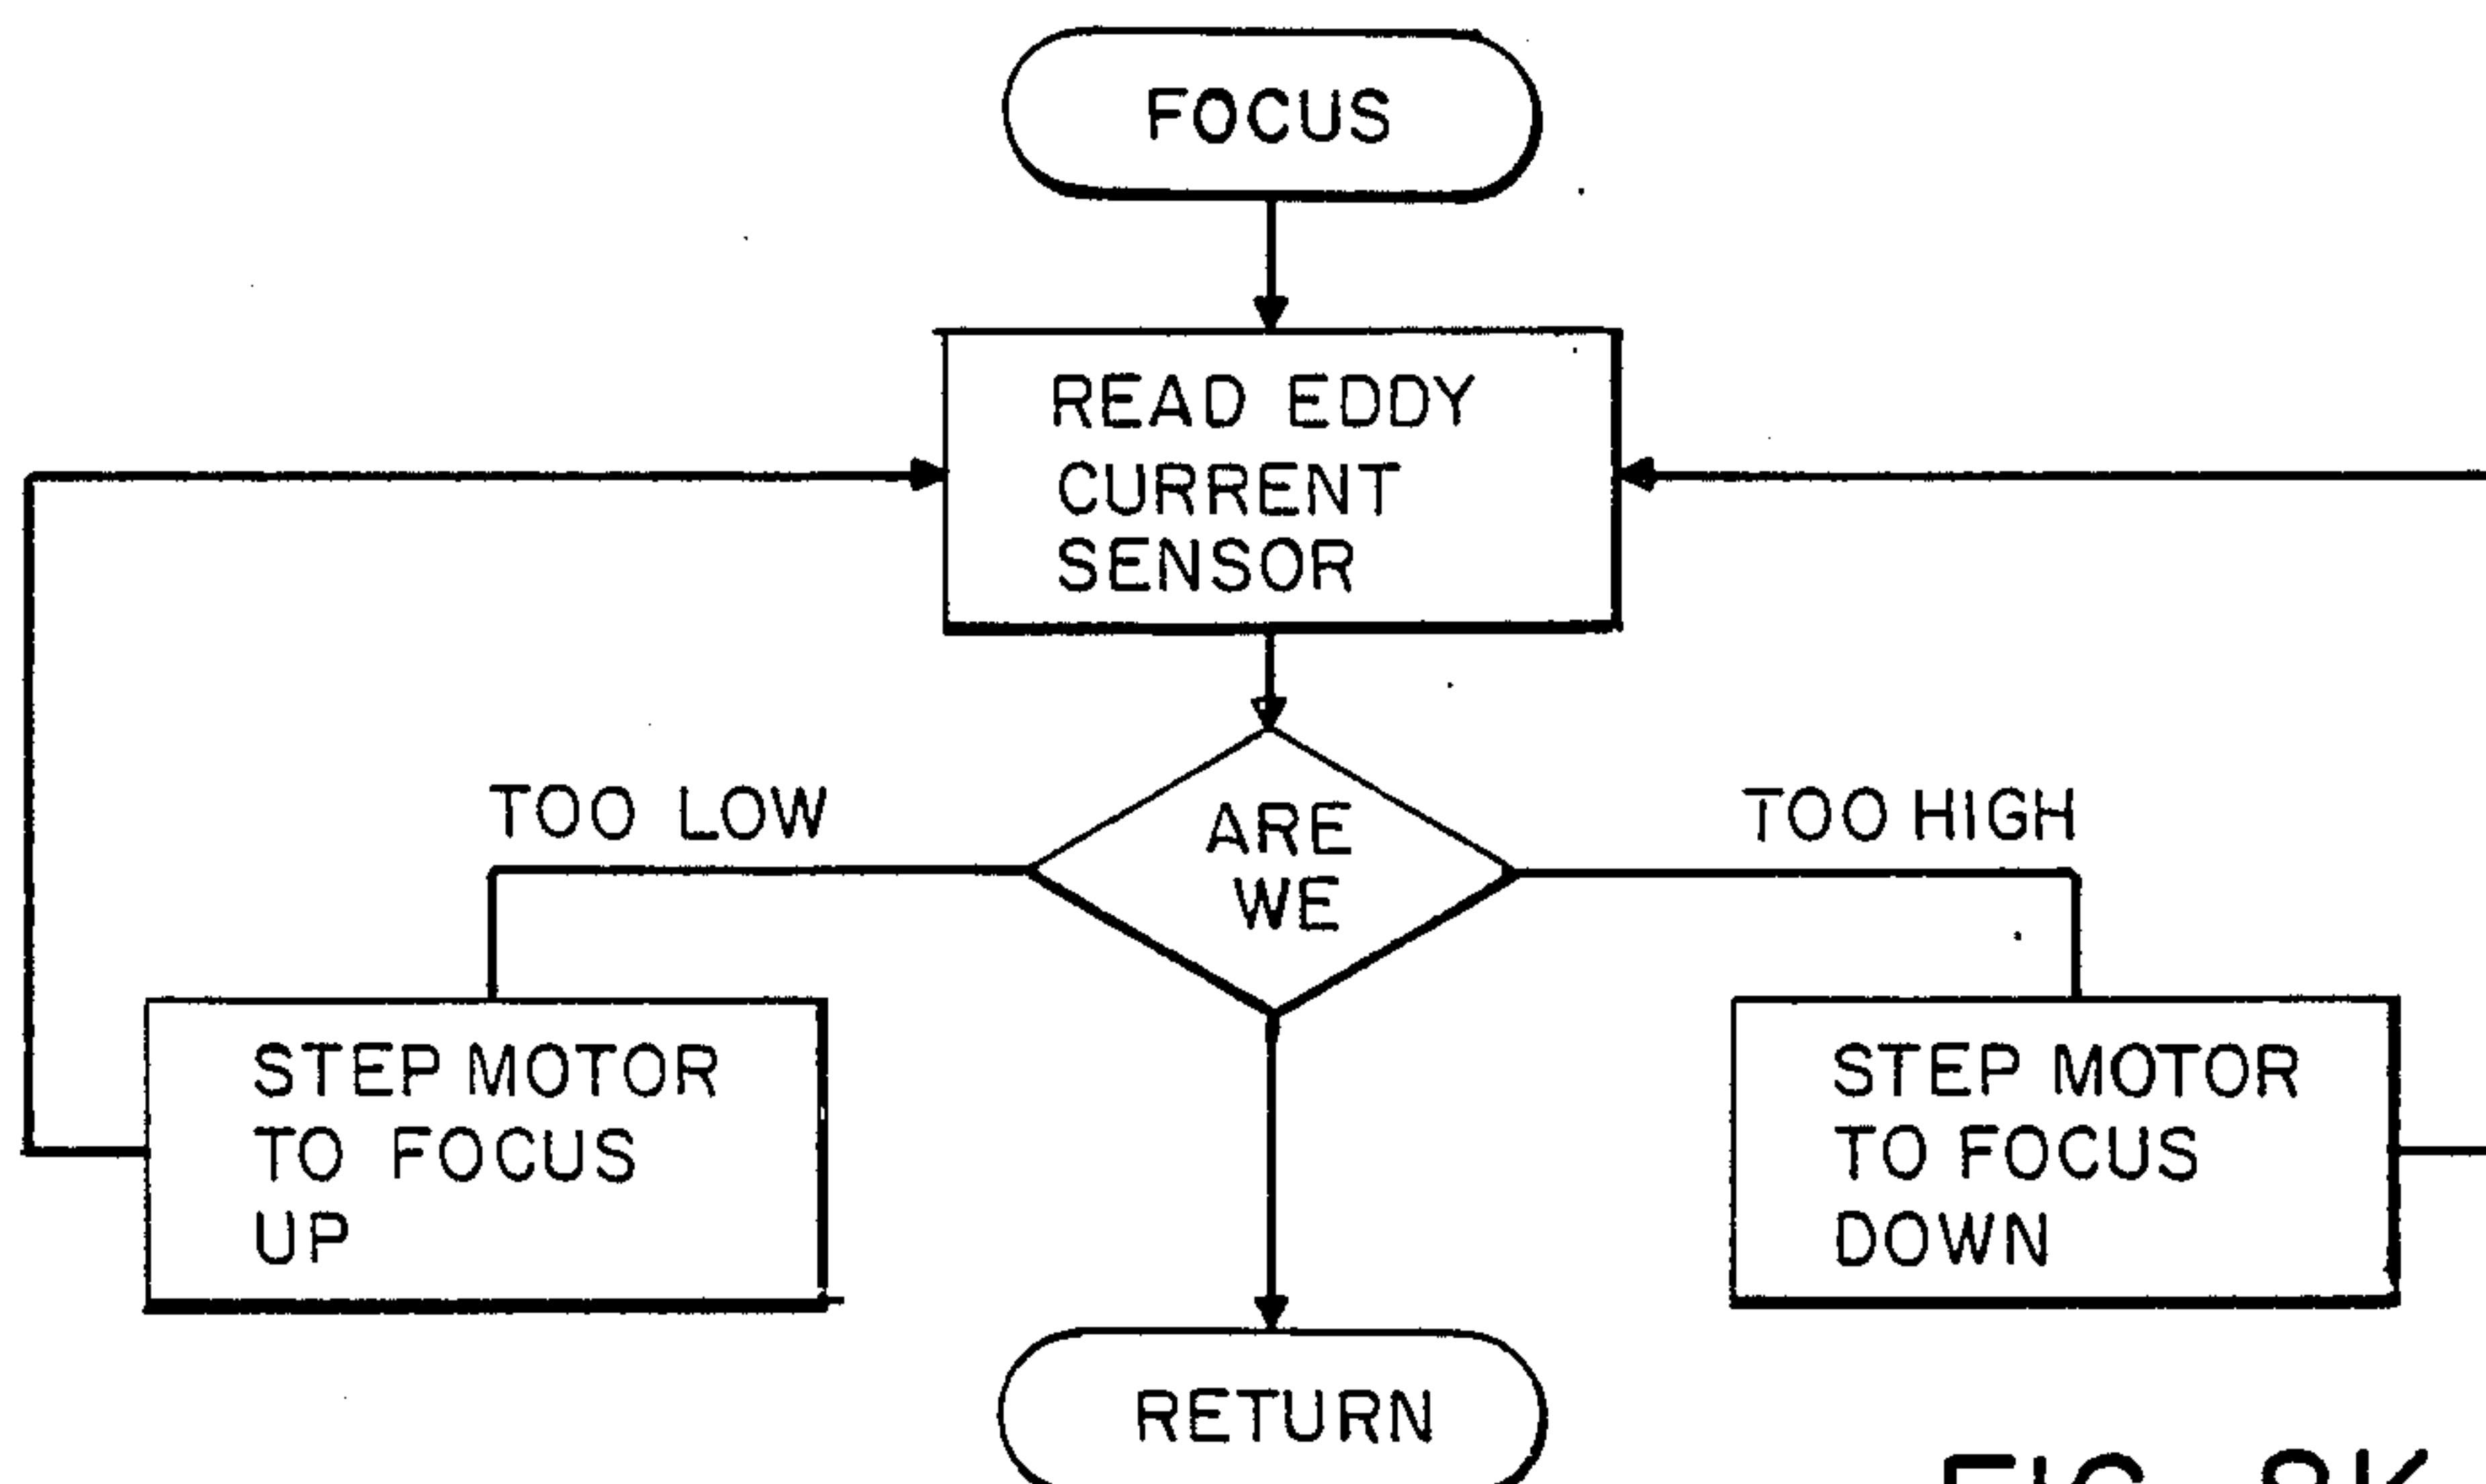 FOCUS
READ EDDY
CURRENT
SENSOR
TOO LOW
ARE
WE
TOO HIGH
STEP MOTOR
TO FOCUS
UP
STEP MOTOR
TO FOCUS
DOWN
RETURN